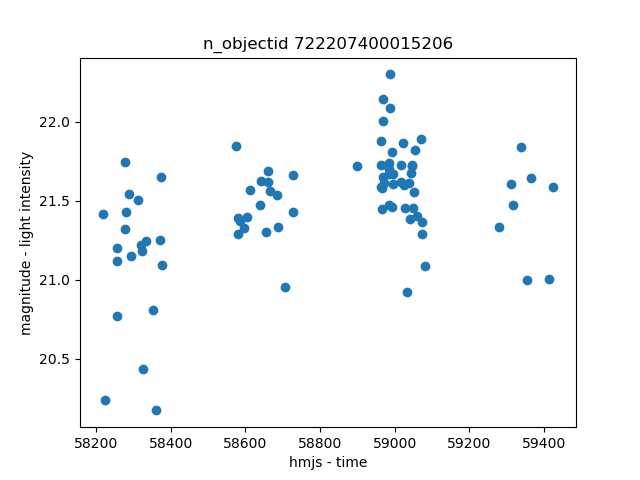 n_objectid 722207400015206
magnitude - light intensity
22.0
21.5
21.0
20.5
58200 58400 58600 58800 59000 59200 59400
hmjs - time